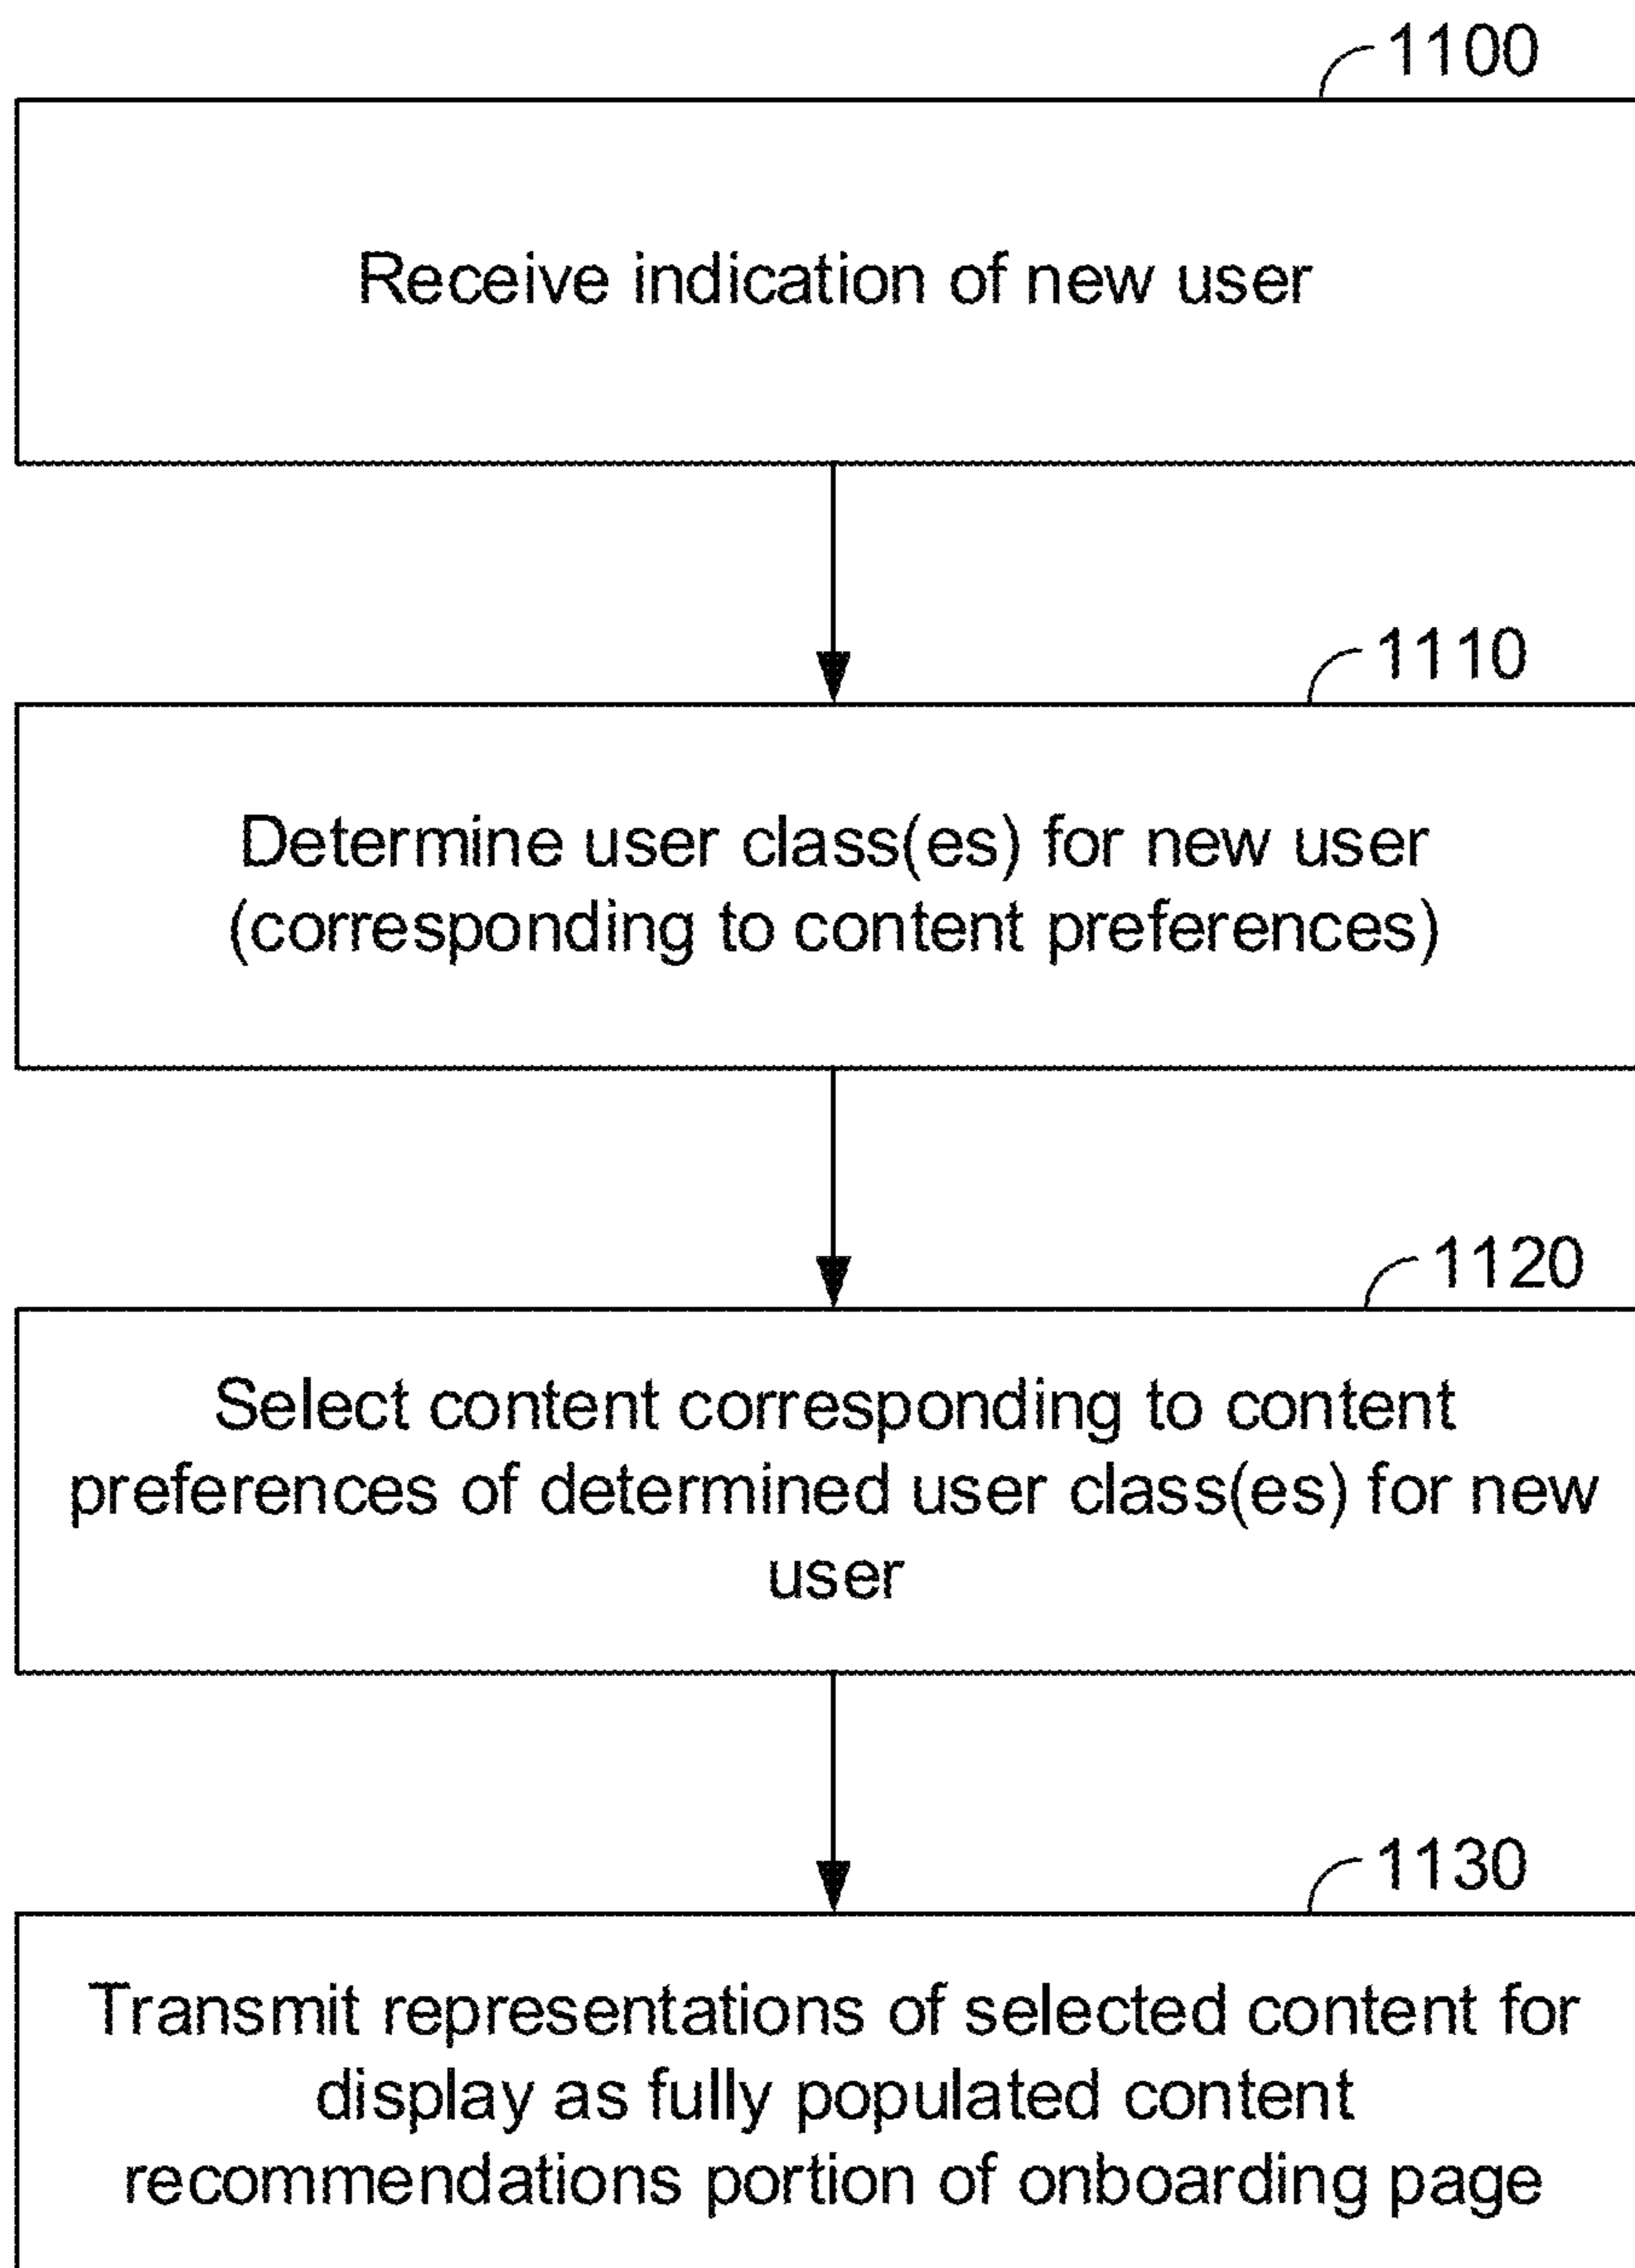 1100
Receive indication of new user
1110
Determine user class(es) for new user
(corresponding to content preferences)
1120
Select content corresponding to content
preferences of determined user class(es) for new
user
1130
Transmit representations of selected content for
display as fully populated content
recommendations portion of onboarding page